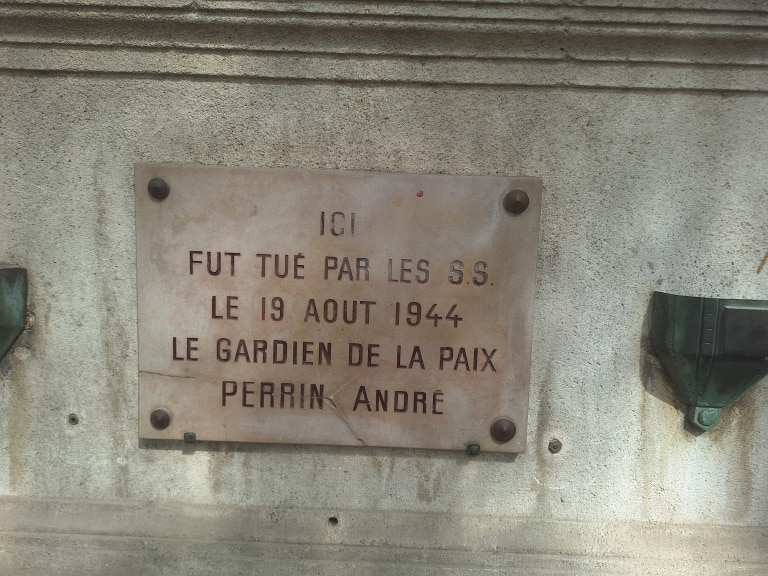 ICI
FUT TUÉ PAR LES S.S.
LE 19 AOUT 1944
LE GARDIEN DE LA PAIX
PERRIN ANDRÉ